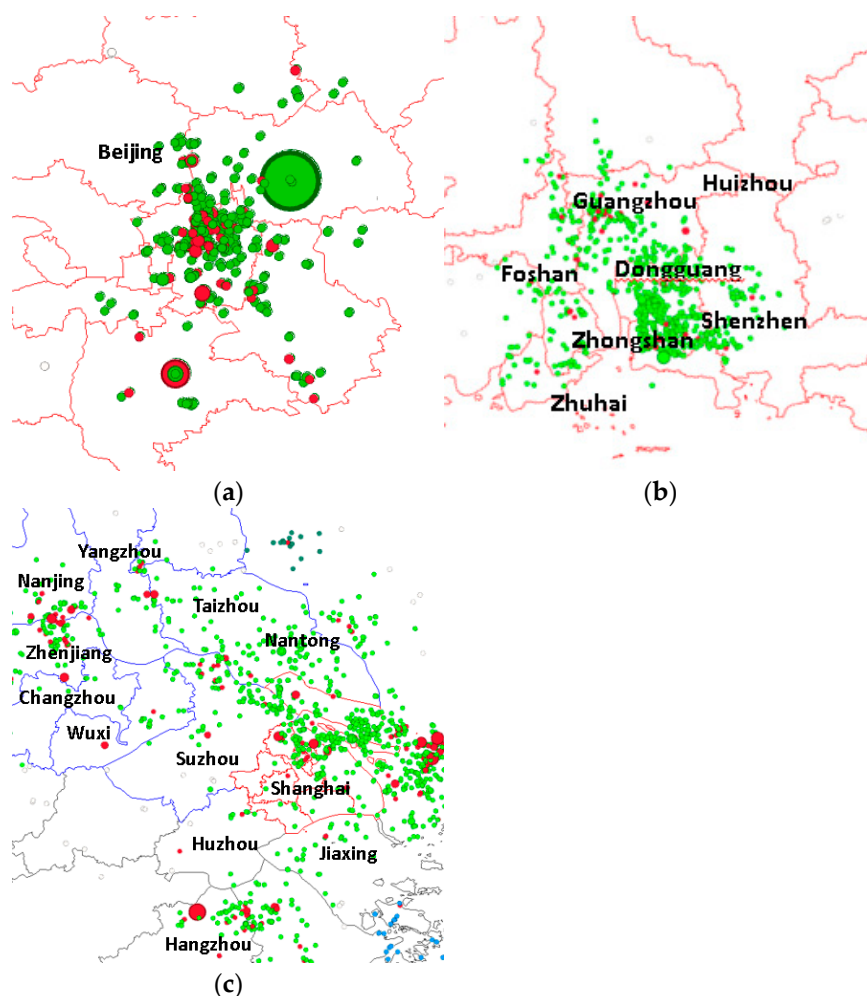 Beijing
Huizhou
Guangzhou
Foshan
Dongguang
Shenzhen
Zhongshan
Zhuhai
(a)
(b)
Yangzhou
Nanjing
Taizhou
Nantong
Zhenjiang
Changzhou
Wuxi
Suzhou
Shanghai
Huzhou
Jiaxing
Hangzhou
(c)